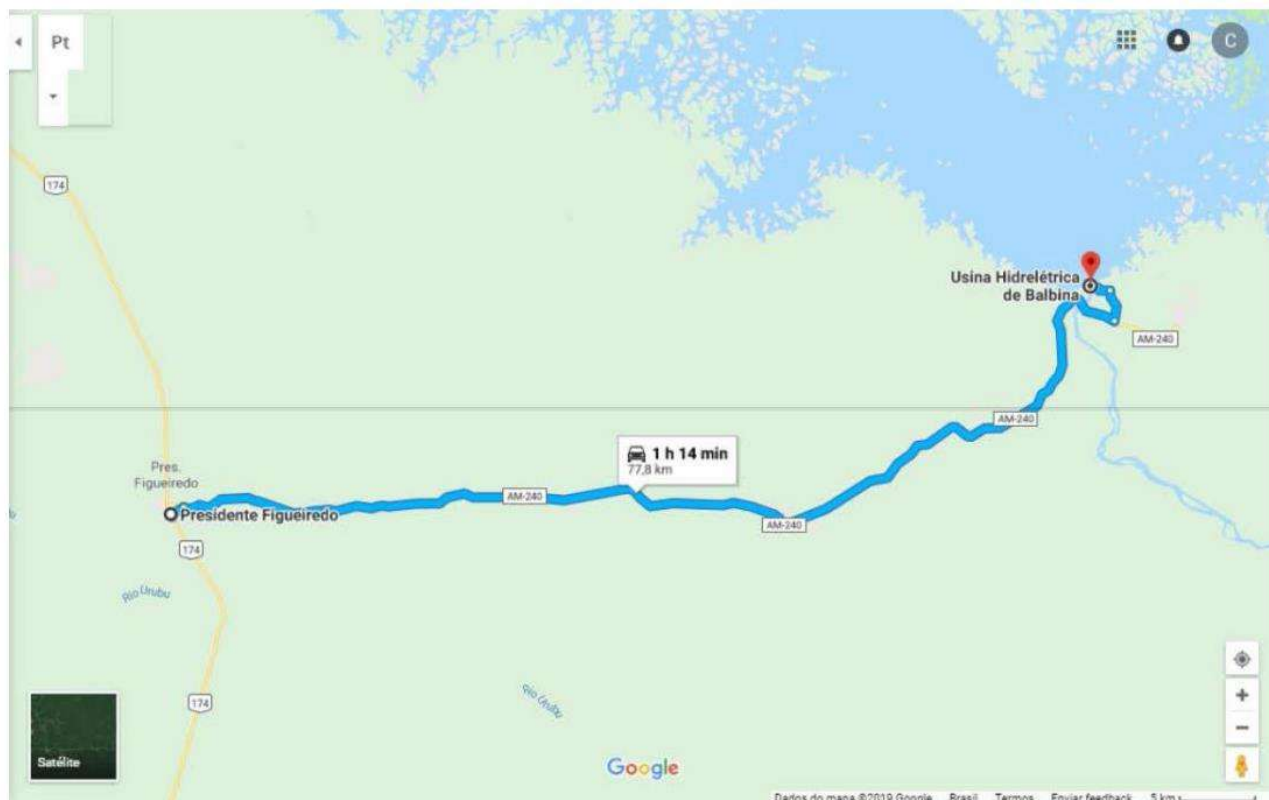 Pt
C
174
Usina Hidrelétrica
de Balbina
AM-240
AM-240
1 h 14 min
77,8 km
Pres.
Figueiredo
AM-240
Presidente Figueiredo
AM-240
174
Rio Urubu
174
Rio Urubu
Satélite
Google
Dados do mapa ©2019 Google Brasil Termos Enviar feedback 5 km